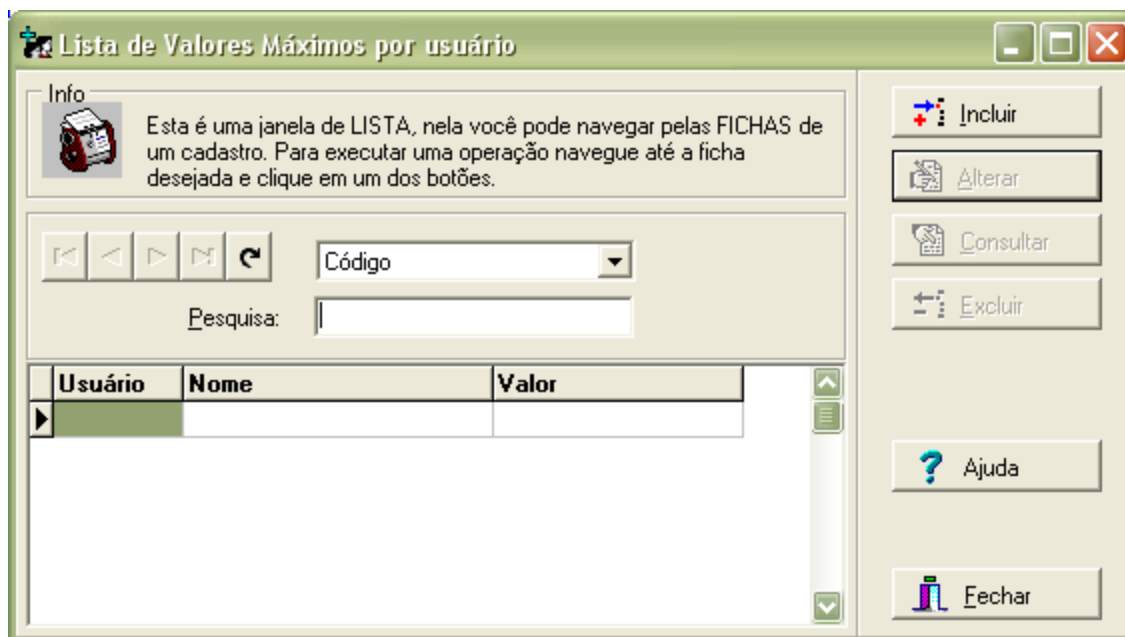 Lista de Valores Máximos por usuário
Info
Esta é uma janela de LISTA, nela você pode navegar pelas FICHAS de
um cadastro. Para executar uma operação navegue até a ficha
desejada e clique em um dos botões.
Código
Pesquisa:
Usuário Nome Valor
Incluir
Alterar
Consultar
Excluir
Ajuda
Fechar